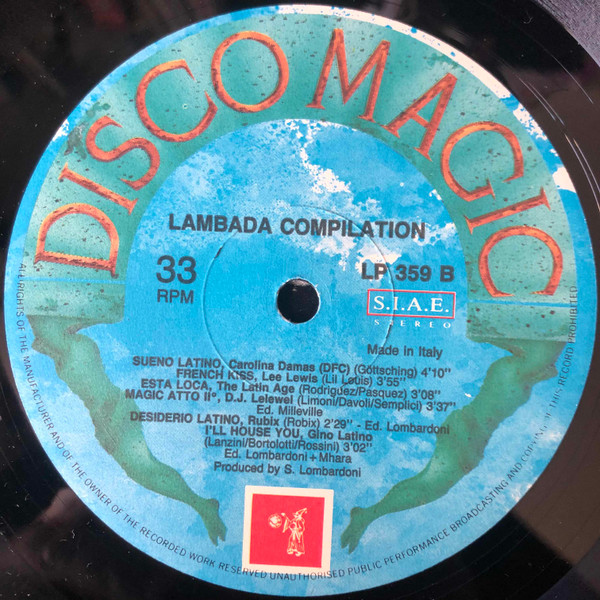 DISCO MAGIC
LAMBADA COMPILATION
33
RPM
LP 359 B
S.I.A.E.
STEREO
Made in Italy
SUENO LATINO, Carolina Damas (DFC) (Göttsching) 4'10"
FRENCH KISS, Lee Lewis (Lil Louis) 3'55"
ESTA LOCA, The Latin Age (Rodriguez/Pasquez) 3'08"
MAGIC ATTO II°, D.J. Lelewel (Limoni/Davoli/Semplici) 3'37"
Ed. Milleville
DESIDERIO LATINO, Rubix (Robix) 2'29" - Ed. Lombardoni
I'LL HOUSE YOU, Gino Latino
(Lanzini/Bortolotti/Rossini) 3'02"
Ed. Lombardoni + Mhara
Produced by S. Lombardoni
ALL RIGHTS OF THE MANUFACTURER AND OF THE OWNER OF THE RECORDED WORK RESERVED UNAUTHORISED PUBLIC PERFORMANCE BROADCASTING AND COPYING OF THIS RECORD PROHIBITED